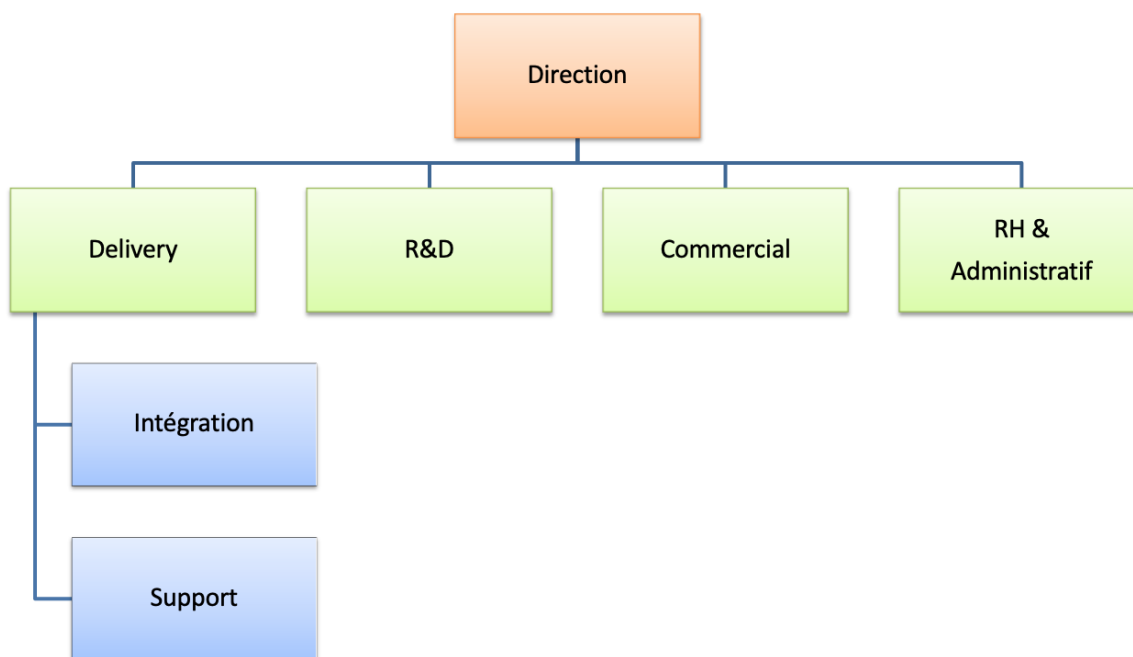 Direction
Delivery
R&D
Commercial
RH &
Administratif
Intégration
Support